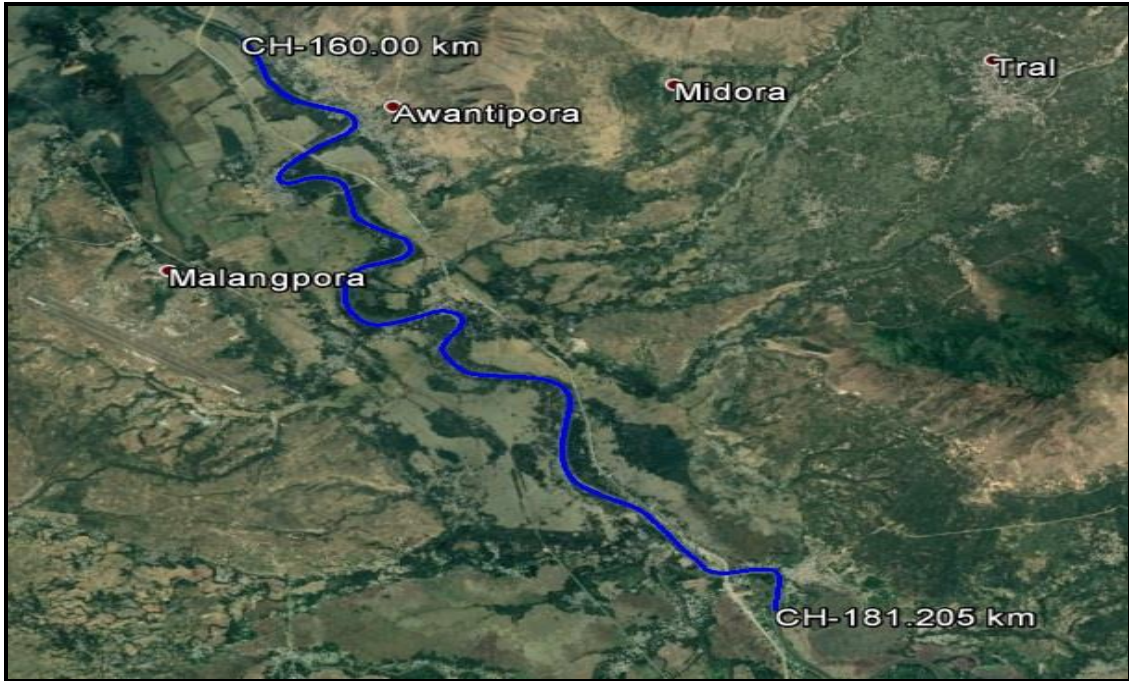 CH-160.00 km
Tral
Midora
Awantipora
Malangpora
CH-181.205 km